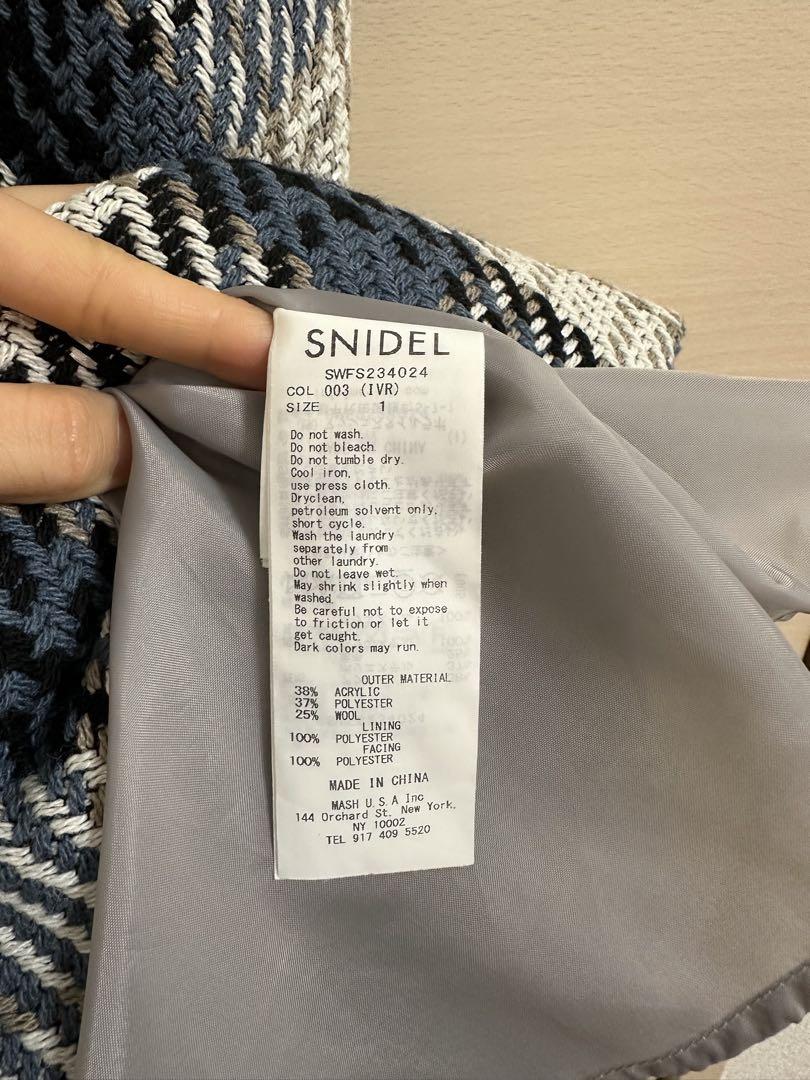 SNIDEL
SWFS234024
COL 003 (IVR)
SIZE 1
Do not wash.
Do not bleach.
Do not tumble dry.
Cool iron,
use press cloth.
Dryclean,
petroleum solvent only,
short cycle.
Wash the laundry
separately from
other laundry.
Do not leave wet.
May shrink slightly when
washed.
Be careful not to expose
to friction or let it
get caught.
Dark colors may run.
OUTER MATERIAL
38% ACRYLIC
37% POLYESTER
25% WOOL
LINING
100% POLYESTER
FACING
100% POLYESTER
MADE IN CHINA
MASH U.S.A Inc
144 Orchard St. New York,
NY 10002
TEL 917 409 5520